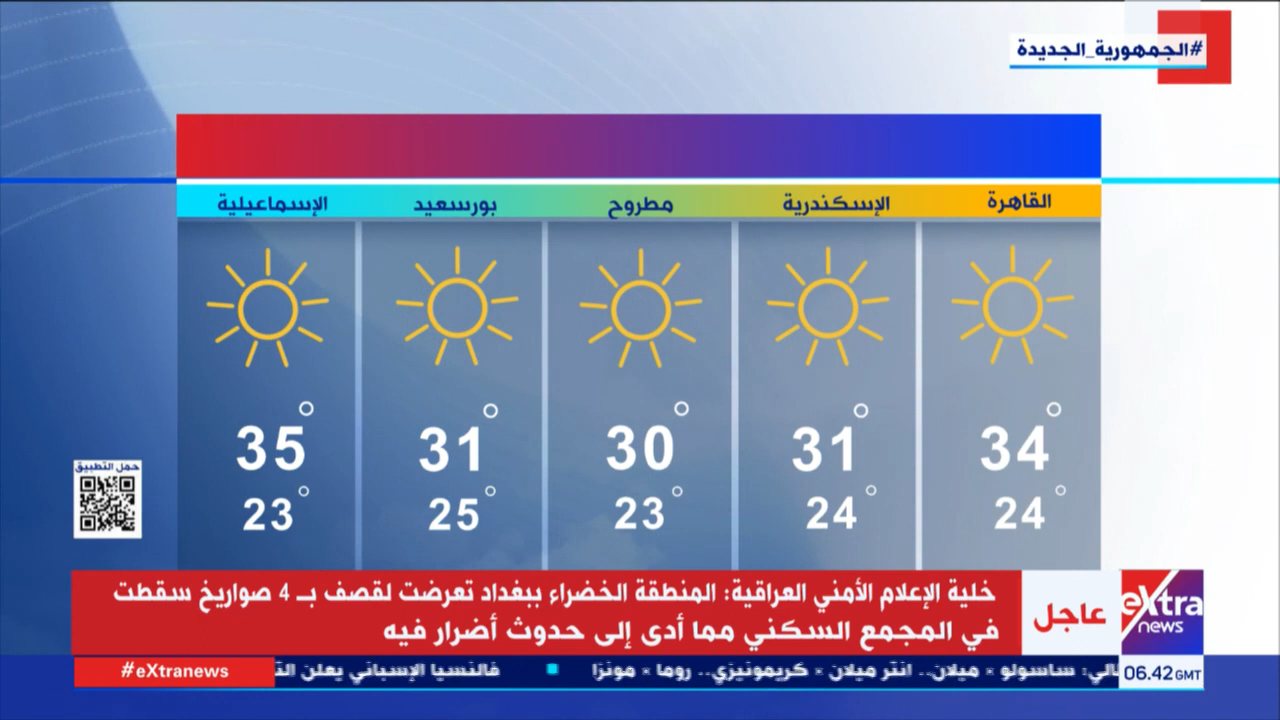 #الجمهورية_الجديدة
القاهرة
الإسكندرية
مطروح
بورسعيد
الإسماعيلية
34°
31°
30°
31°
35°
24°
24°
23°
25°
23°
حمل التطبيق
عاجل
خلية الإعلام الأمني العراقية: المنطقة الخضراء ببغداد تعرضت لقصف بـ 4 صواريخ سقطت
في المجمع السكني مما أدى إلى حدوث أضرار فيه
eXtra
news
ساسولو × ميلان.. انتر ميلان × كريمونيزي.. روما × مونزا
فالنسيا الإسباني يعلن
#eXtranews
06.42 GMT